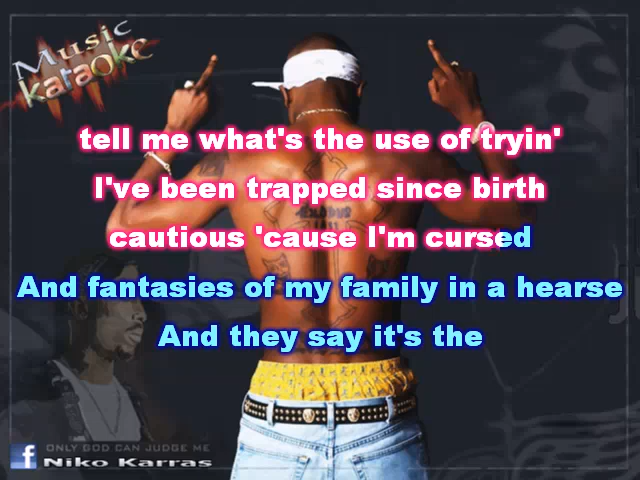 Music
karaoke
tell me what's the use of tryin'
I've been trapped since birth
cautious 'cause I'm cursed
And fantasies of my family in a hearse
And they say it's the
EXODUS
ONLY GOD CAN JUDGE ME
f Niko Karras